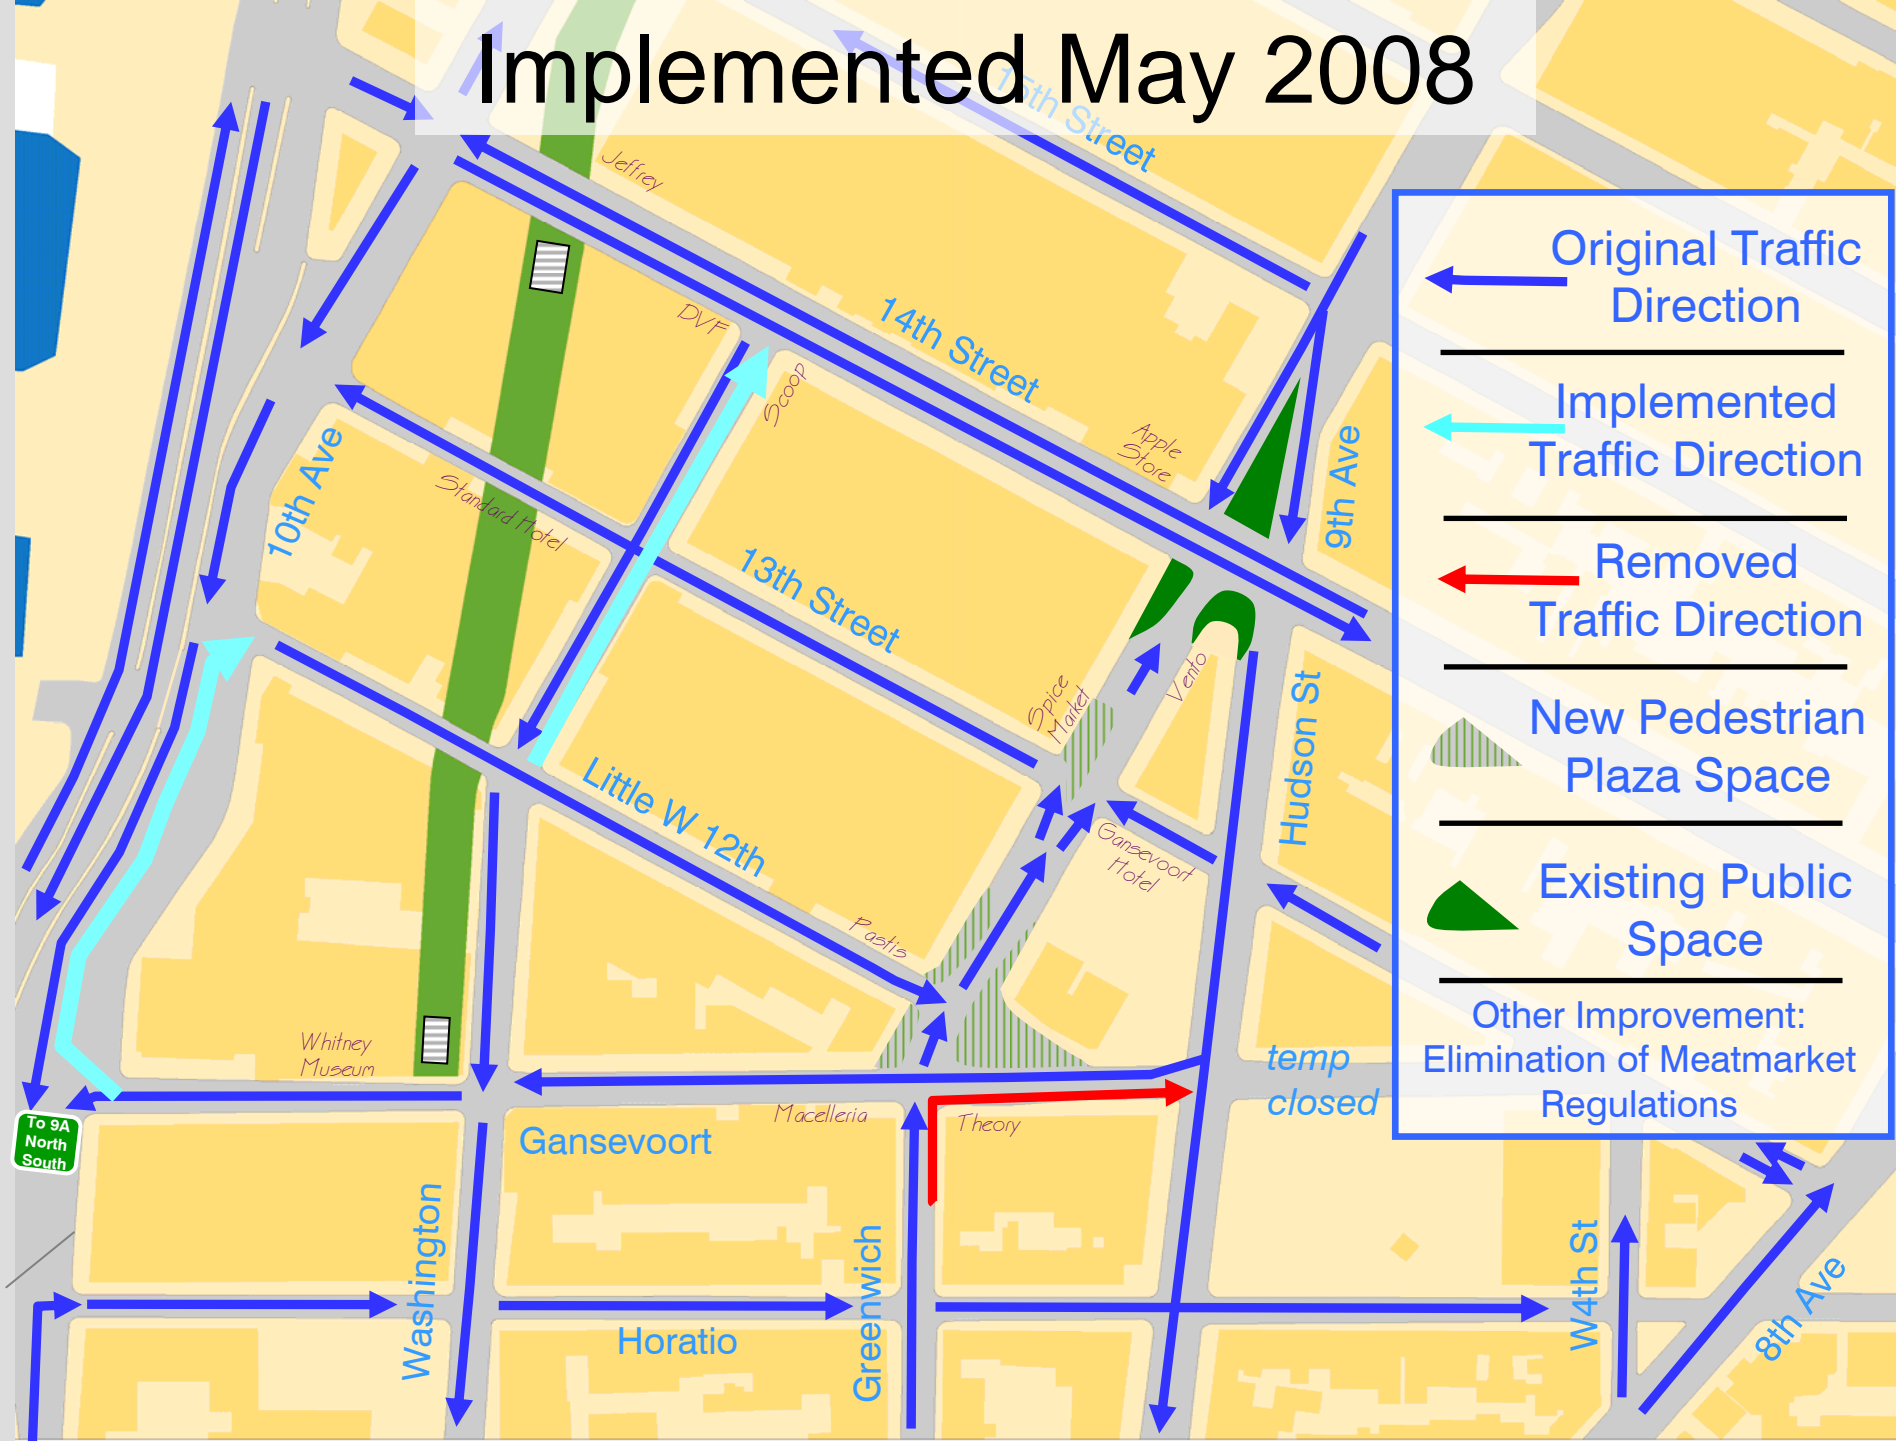 Implemented May 2008
15th Street
Jeffrey
DVF
Scoop
14th Street
Apple
Store
9th Ave
10th Ave
Standard Hotel
13th Street
Spice
Market
Vento
Hudson St
Little W 12th
Gansevoort
Hotel
Pastis
Whitney
Museum
temp
closed
Macelleria
Theory
To 9A
North
South
Gansevoort
Washington
Greenwich
Horatio
W4th St
8th Ave
Original Traffic
Direction
Implemented
Traffic Direction
Removed
Traffic Direction
New Pedestrian
Plaza Space
Existing Public
Space
Other Improvement:
Elimination of Meatmarket
Regulations